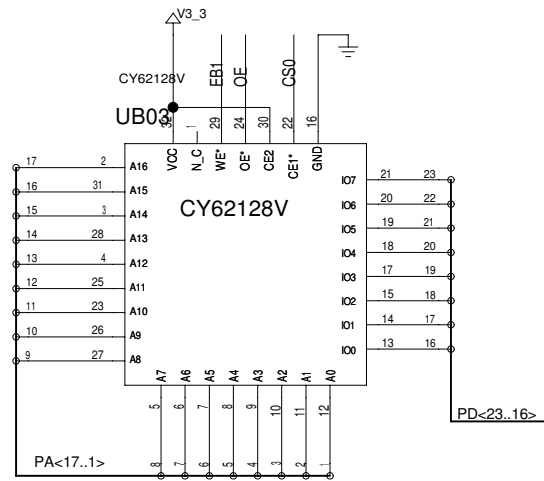 V3_3
CY62128V
EB1
OE
CS0
UB03
32
1
29
24
30
22
16
VCC
N_C
WE*
OE*
CE2
CE1*
GND
CY62128V
17 2 A16
16 31 A15
15 3 A14
14 28 A13
13 4 A12
12 25 A11
11 23 A10
10 26 A9
9 27 A8
IO7 21 23
IO6 20 22
IO5 19 21
IO4 18 20
IO3 17 19
IO2 15 18
IO1 14 17
IO0 13 16
A7 A6 A5 A4 A3 A2 A1 A0
5 6 7 8 9 10 11 12
8 7 6 5 4 3 2 1
PA<17..1>
PD<23..16>